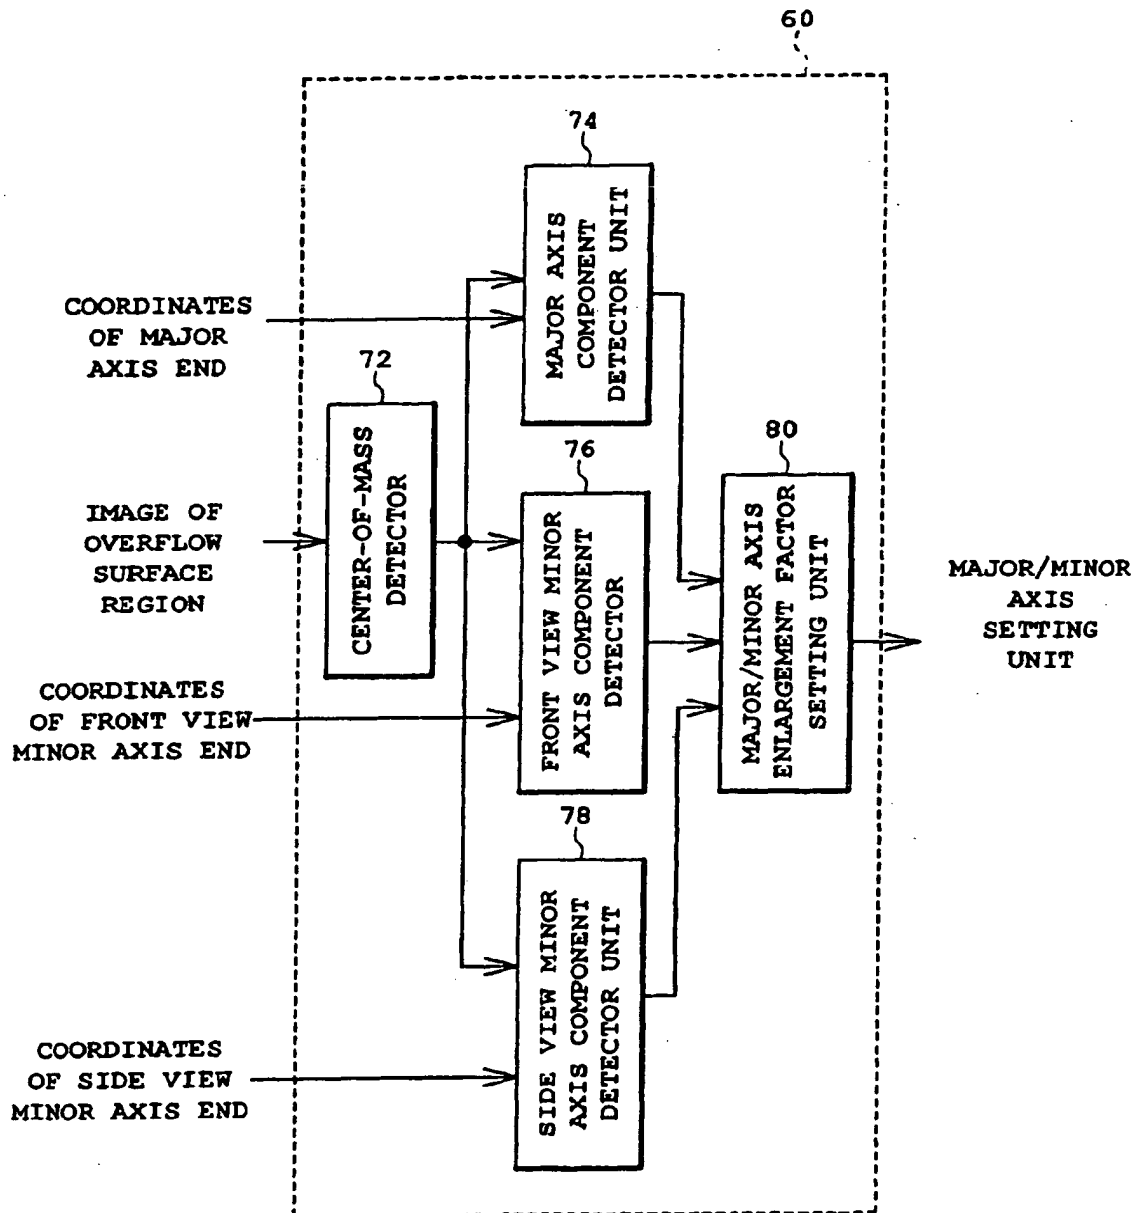 60
74
MAJOR AXIS
COMPONENT
DETECTOR UNIT
COORDINATES
OF MAJOR
AXIS END
72
CENTER-OF-MASS
DETECTOR
IMAGE OF
OVERFLOW
SURFACE
REGION
76
FRONT VIEW MINOR
AXIS COMPONENT
DETECTOR
80
MAJOR/MINOR AXIS
ENLARGEMENT FACTOR
SETTING UNIT
MAJOR/MINOR
AXIS
SETTING
UNIT
COORDINATES
OF FRONT VIEW
MINOR AXIS END
78
SIDE VIEW MINOR
AXIS COMPONENT
DETECTOR UNIT
COORDINATES
OF SIDE VIEW
MINOR AXIS END